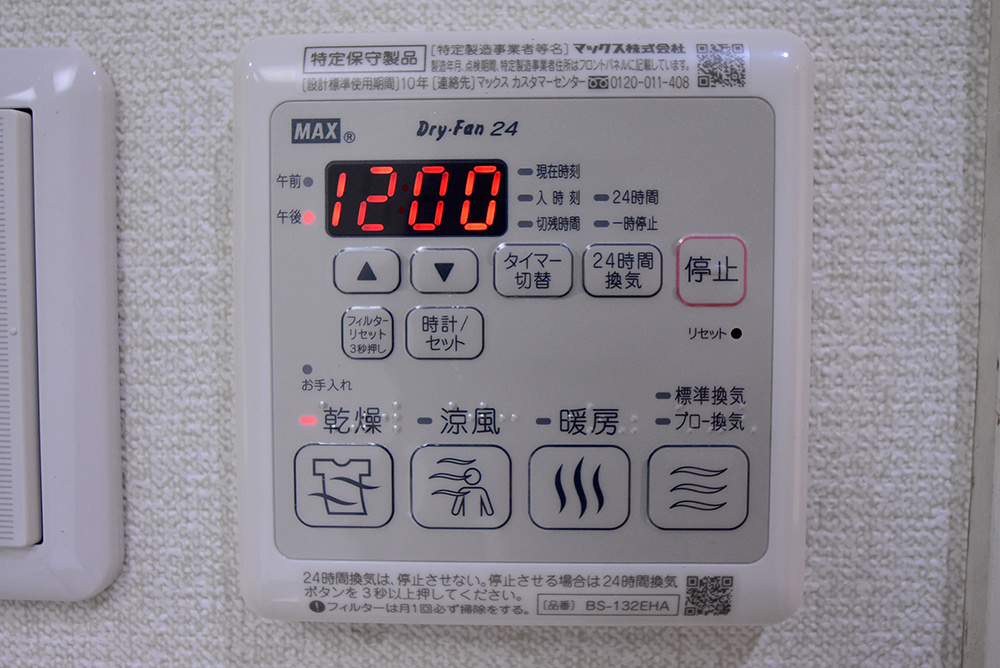 特定保守製品
[特定製造事業者等名] マックス株式会社
製造年月、点検期間、特定製造事業者住所はフロントパネルに記載しています。
[設計標準使用期間]10年 [連絡先]マックス カスタマーセンター 0120-011-408
MAX ®
Dry・Fan 24
午前
午後
12:00
現在時刻
入時刻
24時間
切残時間
一時停止
▲
▼
タイマー
切替
24時間
換気
停止
フィルター
リセット
3秒押し
時計/
セット
リセット
お手入れ
乾燥
涼風
暖房
標準換気
プロー換気
24時間換気は、停止させない。停止させる場合は24時間換気
ボタンを3秒以上押してください。
フィルターは月1回必ず掃除をする。
[品番] BS-132EHA